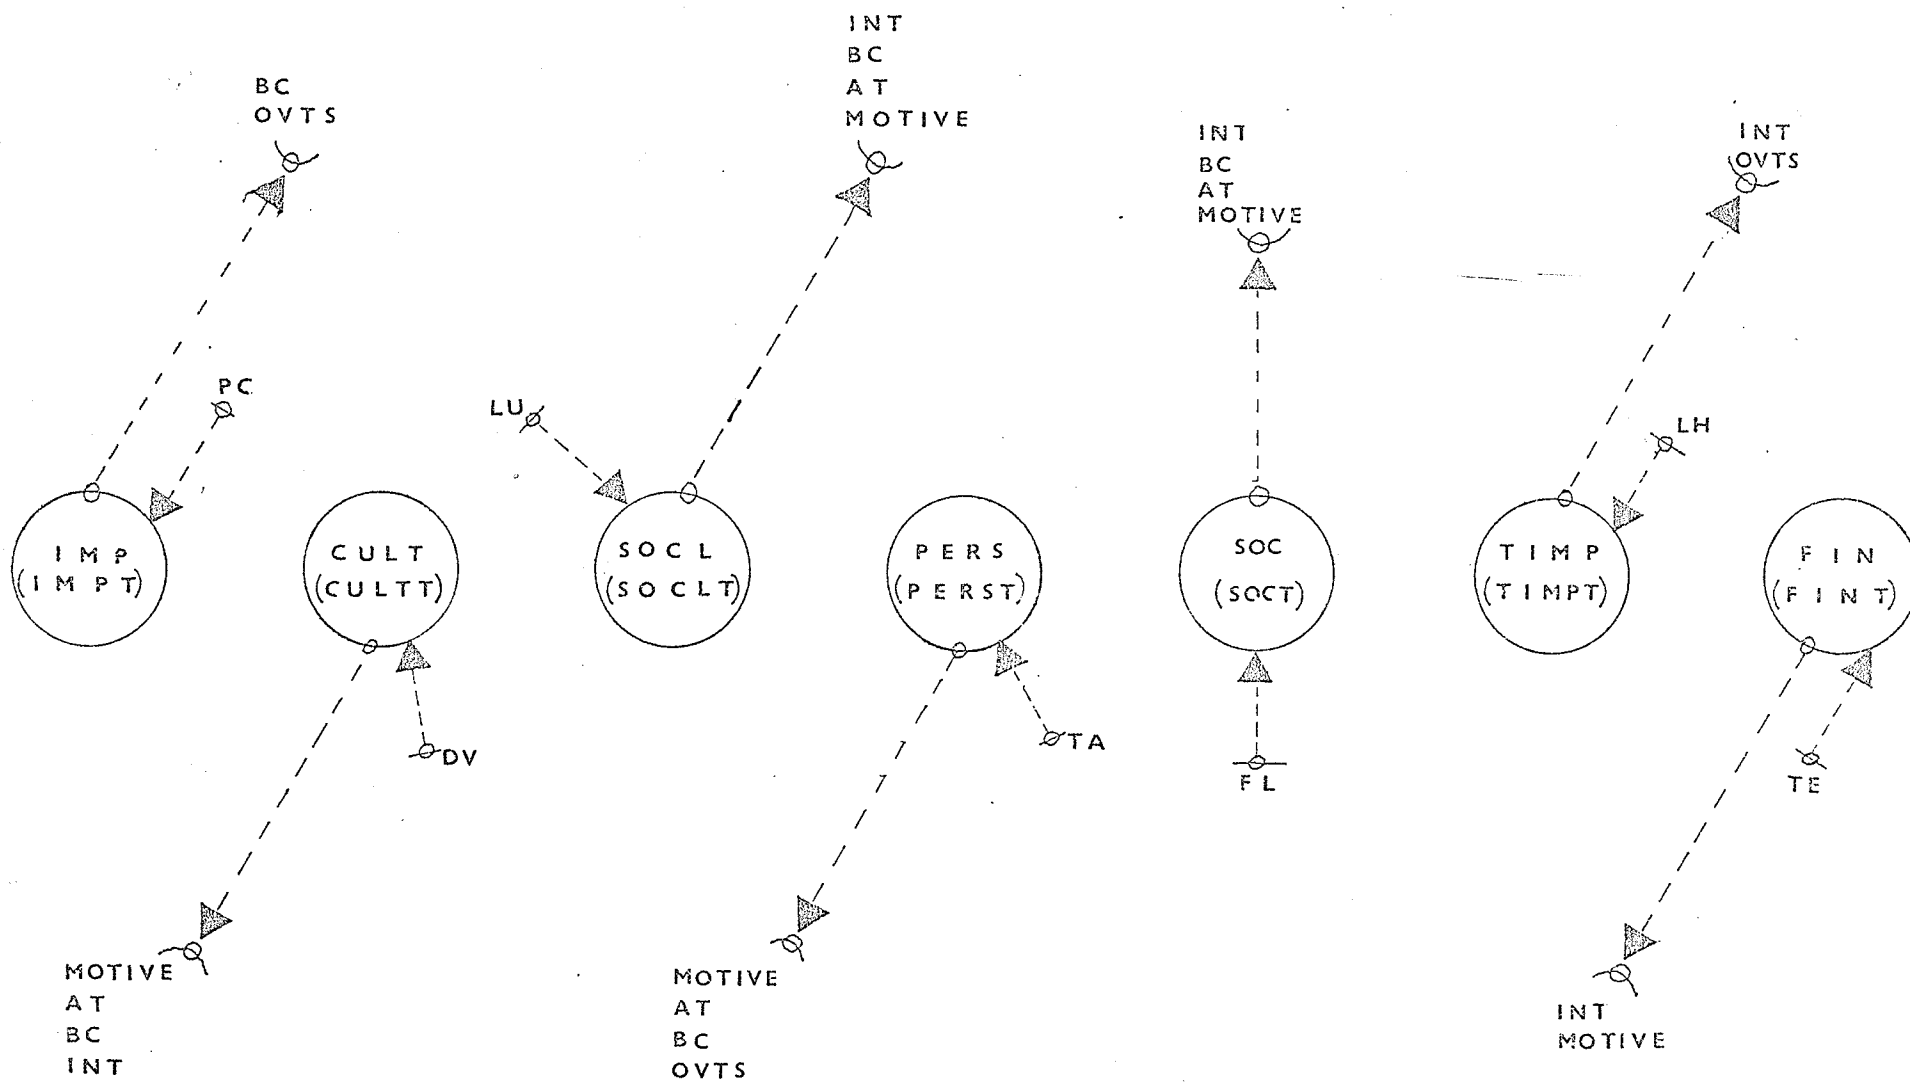 BC
OVTS
INT
BC
AT
MOTIVE
INT
BC
AT
MOTIVE
INT
OVTS
PC
LU
LH
IMP
(IMPT)
CULT
(CULTT)
SOCL
(SOCLT)
PERS
(PERST)
SOC
(SOCT)
TIMP
(TIMPT)
FIN
(FINT)
DV
TA
FL
TE
MOTIVE
AT
BC
INT
MOTIVE
AT
BC
OVTS
INT
MOTIVE